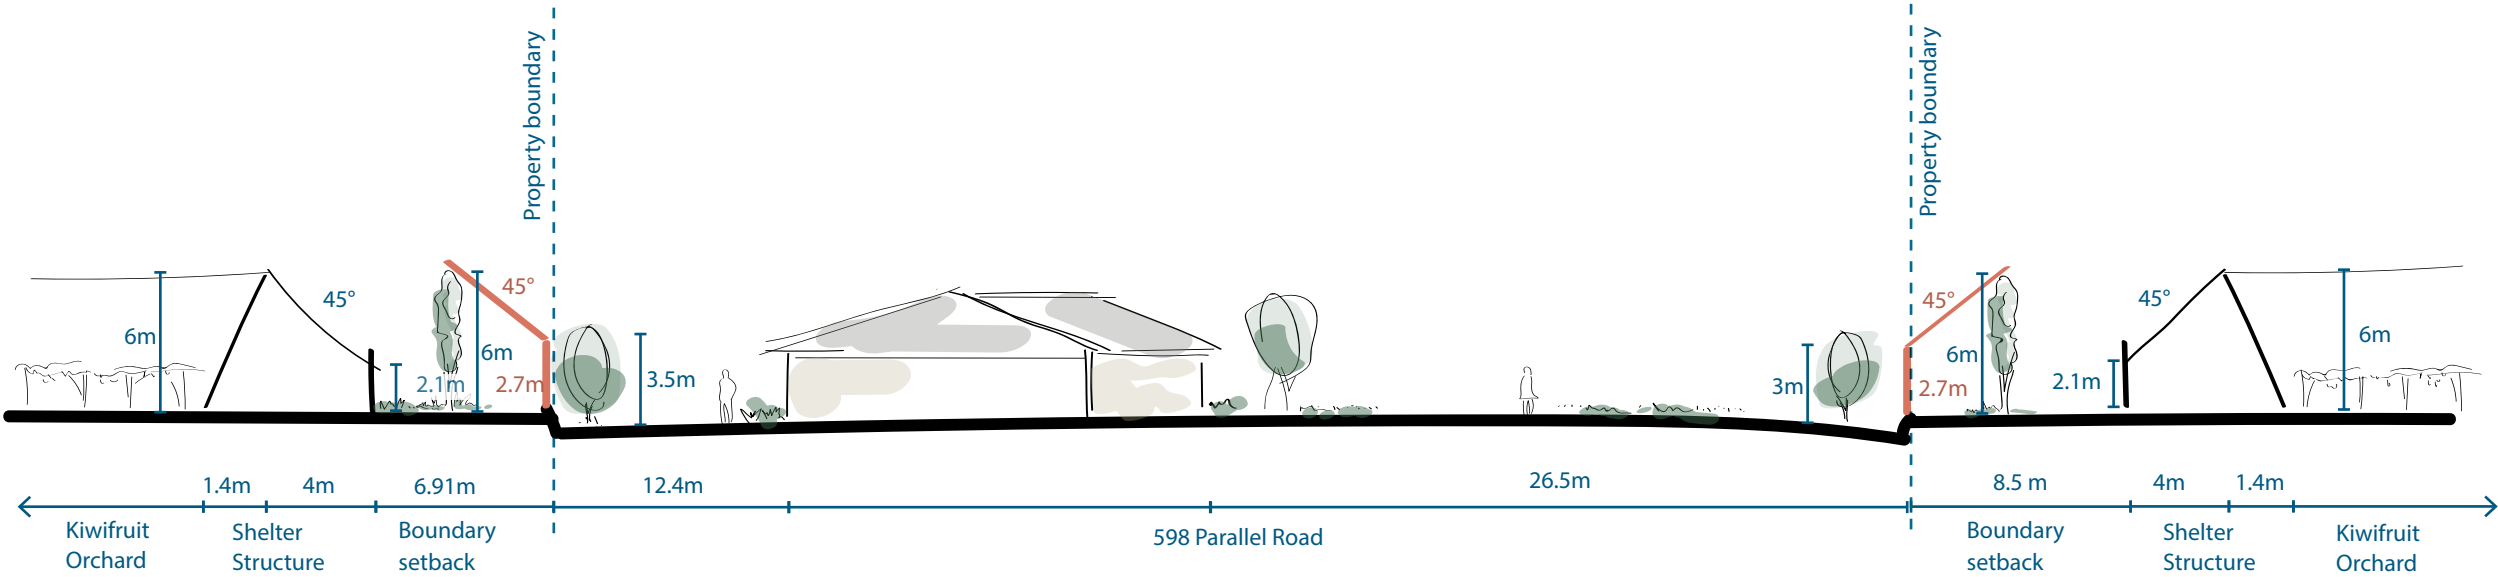 Property boundary
Property boundary
45°
45°
45°
45°
6m
6m
2.1m
2.7m
3.5m
3m
6m
2.7m
2.1m
6m
1.4m
4m
6.91m
12.4m
26.5m
8.5 m
4m
1.4m
Kiwifruit
Orchard
Shelter
Structure
Boundary
setback
598 Parallel Road
Boundary
setback
Shelter
Structure
Kiwifruit
Orchard